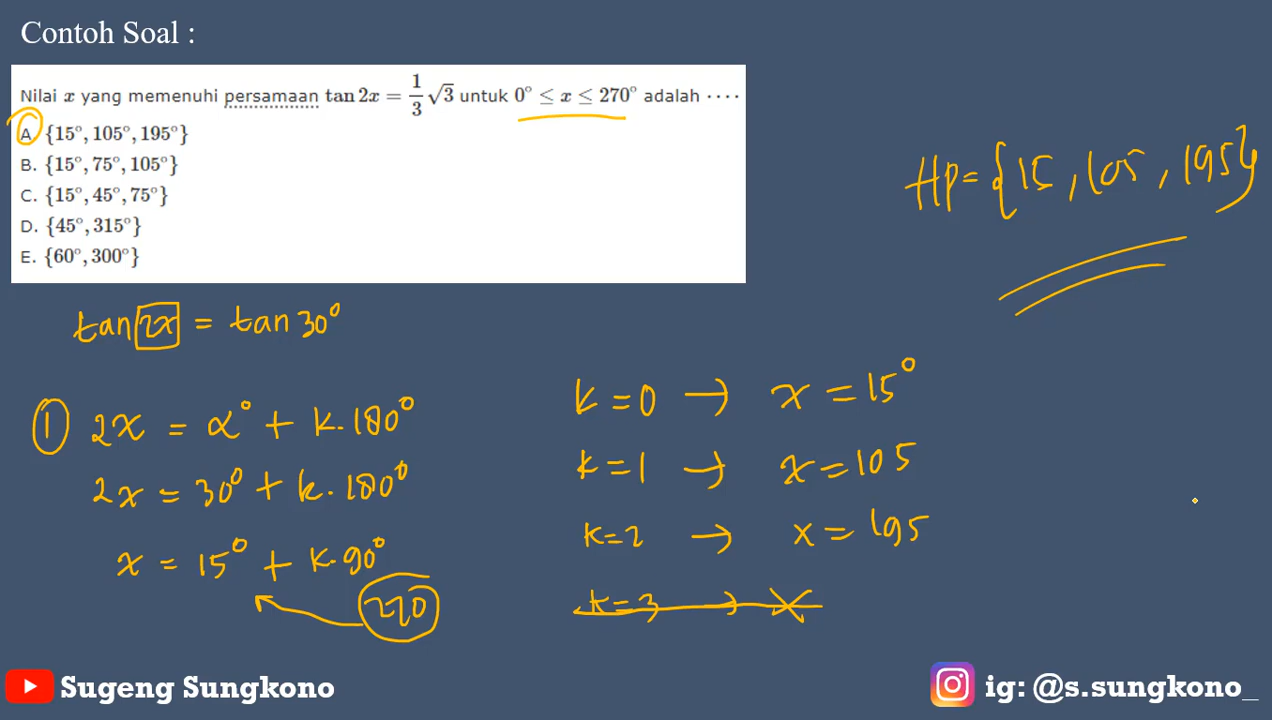 Contoh Soal :
Nilai x yang memenuhi persamaan tan 2x = 1/3 √3 untuk 0° ≤ x ≤ 270° adalah ....
A. {15°, 105°, 195°}
B. {15°, 75°, 105°}
C. {15°, 45°, 75°}
D. {45°, 315°}
E. {60°, 300°}
Hp = {15, 105, 195}
tan 2x = tan 30°
① 2x = α° + k. 180°
2x = 30° + k. 180°
x = 15° + k. 90°
270
k = 0 → x = 15°
k = 1 → x = 105
k = 2 → x = 195
k = 3 → X
Sugeng Sungkono
ig: @s.sungkono_